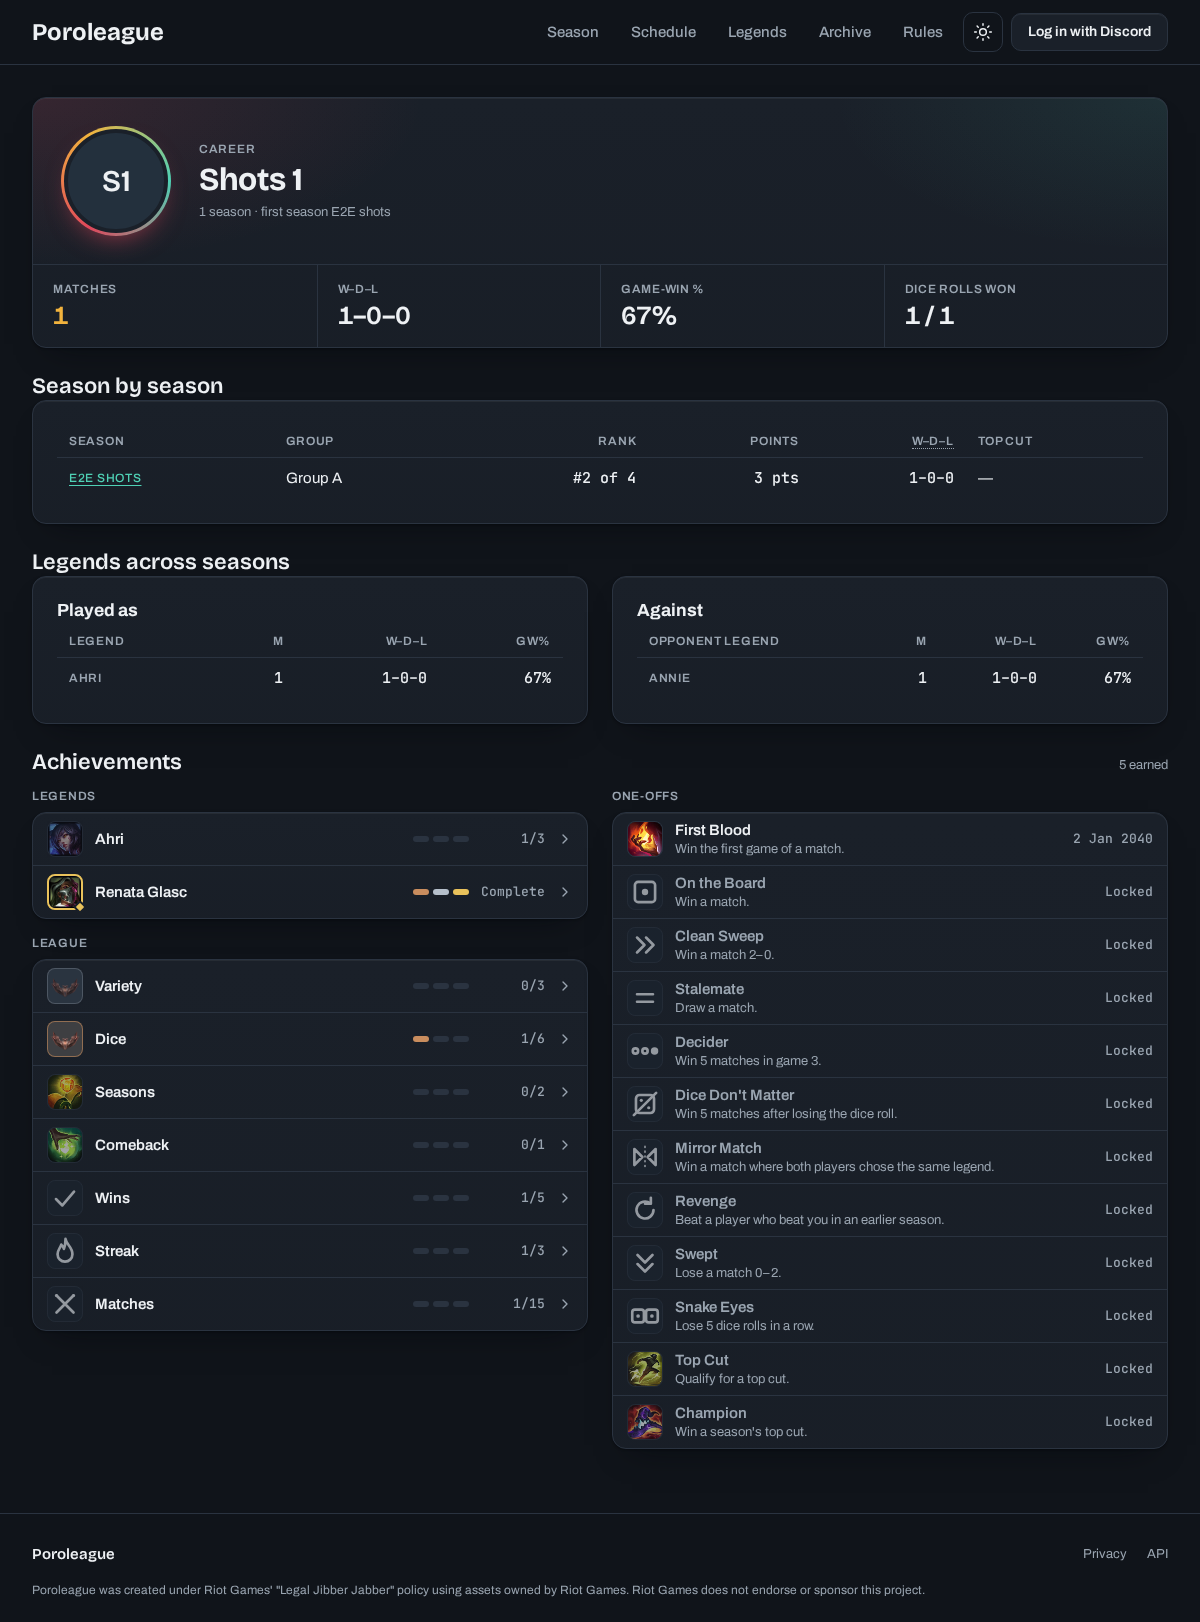 Poroleague
Season
Schedule
Legends
Archive
Rules
Log in with Discord
S1
CAREER
Shots 1
1 season · first season E2E shots
MATCHES
1
W–D–L
1–0–0
GAME-WIN %
67%
DICE ROLLS WON
1 / 1
Season by season
SEASON GROUP RANK POINTS W–D–L TOP CUT
E2E SHOTS Group A #2 of 4 3 pts 1–0–0 —
Legends across seasons
Played as
LEGEND M W–D–L GW%
AHRI 1 1–0–0 67%
Against
OPPONENT LEGEND M W–D–L GW%
ANNIE 1 1–0–0 67%
Achievements
5 earned
LEGENDS
Ahri 1/3
Renata Glasc Complete
LEAGUE
Variety 0/3
Dice 1/6
Seasons 0/2
Comeback 0/1
Wins 1/5
Streak 1/3
Matches 1/15
ONE-OFFS
First Blood
Win the first game of a match.
2 Jan 2040
On the Board
Win a match.
Locked
Clean Sweep
Win a match 2–0.
Locked
Stalemate
Draw a match.
Locked
Decider
Win 5 matches in game 3.
Locked
Dice Don't Matter
Win 5 matches after losing the dice roll.
Locked
Mirror Match
Win a match where both players chose the same legend.
Locked
Revenge
Beat a player who beat you in an earlier season.
Locked
Swept
Lose a match 0–2.
Locked
Snake Eyes
Lose 5 dice rolls in a row.
Locked
Top Cut
Qualify for a top cut.
Locked
Champion
Win a season's top cut.
Locked
Poroleague
Privacy
API
Poroleague was created under Riot Games' "Legal Jibber Jabber" policy using assets owned by Riot Games. Riot Games does not endorse or sponsor this project.